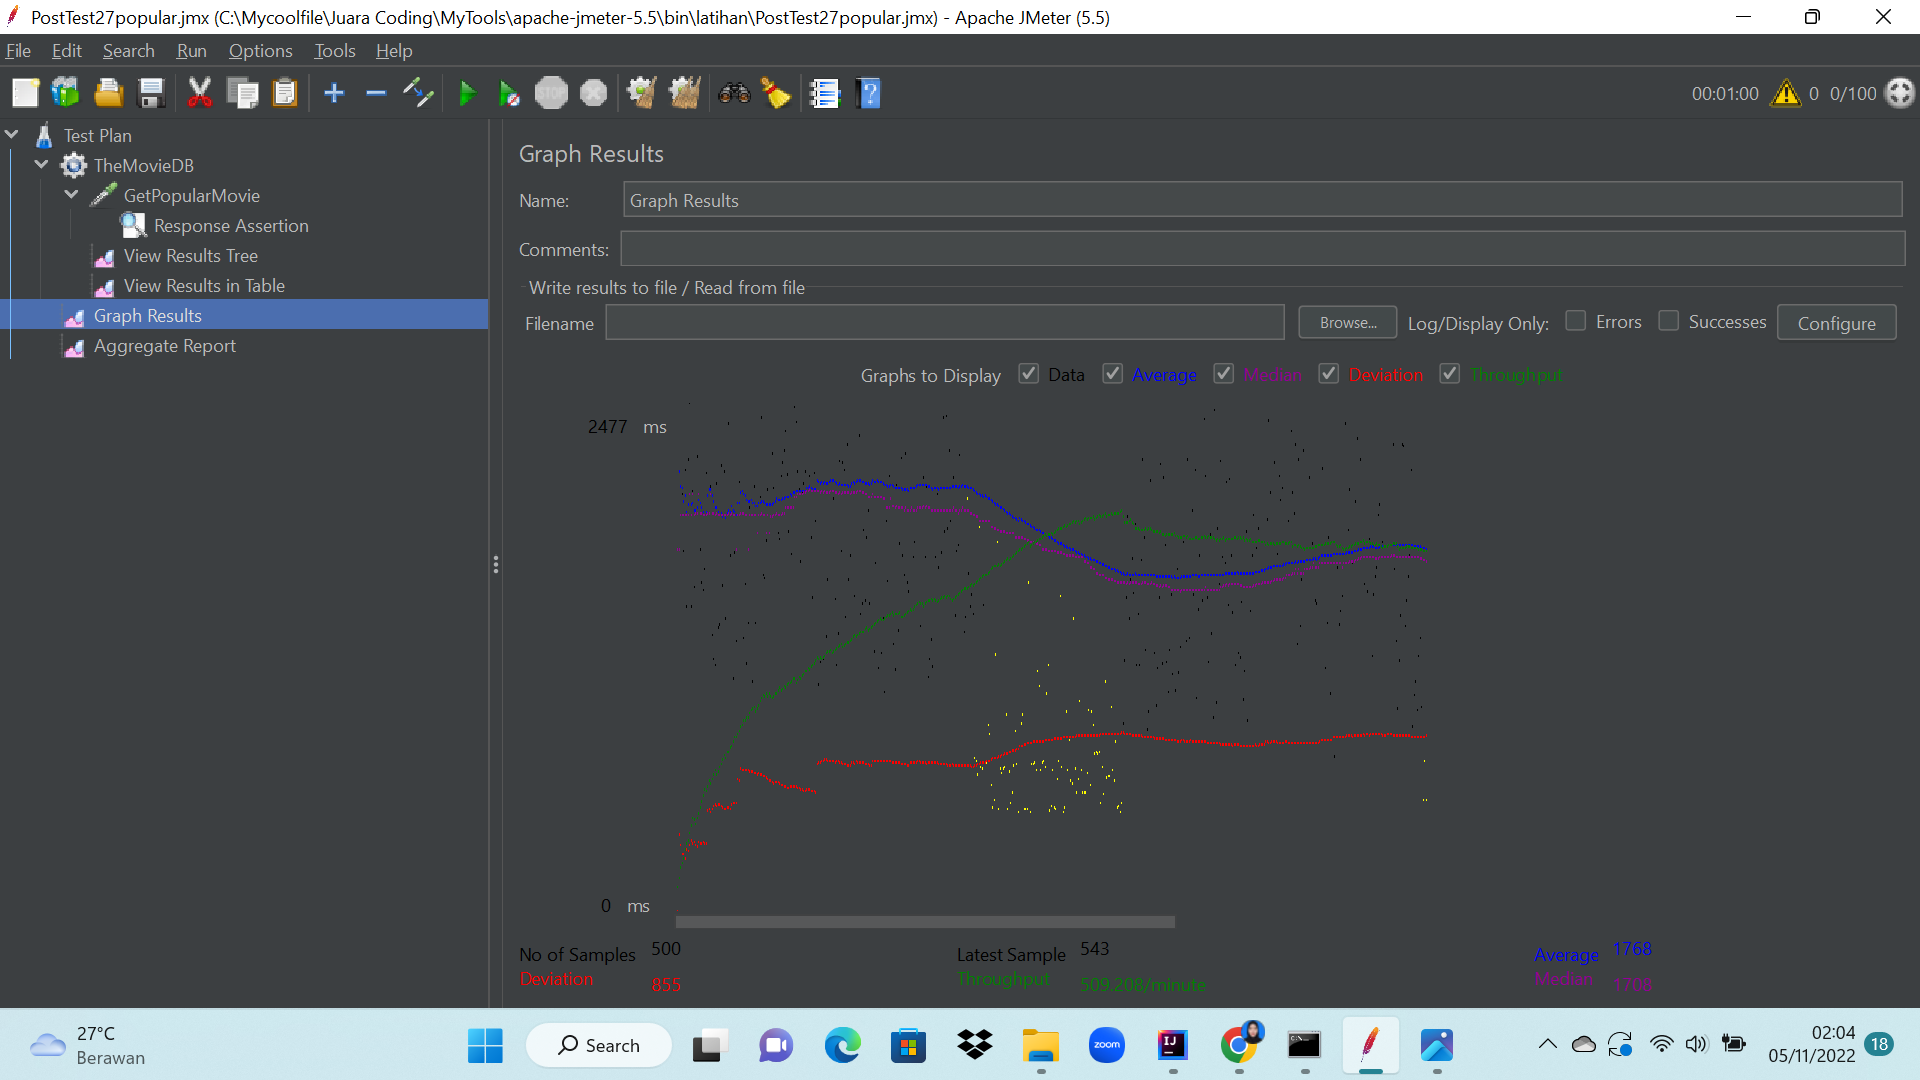 PostTest27popular.jmx (C:\Mycoolfile\Juara Coding\MyTools\apache-jmeter-5.5\bin\latihan\PostTest27popular.jmx) - Apache JMeter (5.5)
File Edit Search Run Options Tools Help
STOP
00:01:00 0 0/100
Test Plan
TheMovieDB
GetPopularMovie
Response Assertion
View Results Tree
View Results in Table
Graph Results
Aggregate Report
Graph Results
Name: Graph Results
Comments:
Write results to file / Read from file
Filename Browse... Log/Display Only: Errors Successes Configure
Graphs to Display Data Average Median Deviation Throughput
2477 ms
0 ms
No of Samples 500 Latest Sample 543 Average 1768
Deviation 855 Throughput 509.208/minute Median 1708
27°C
Berawan
Search
zoom
IJ
02:04
05/11/2022
18